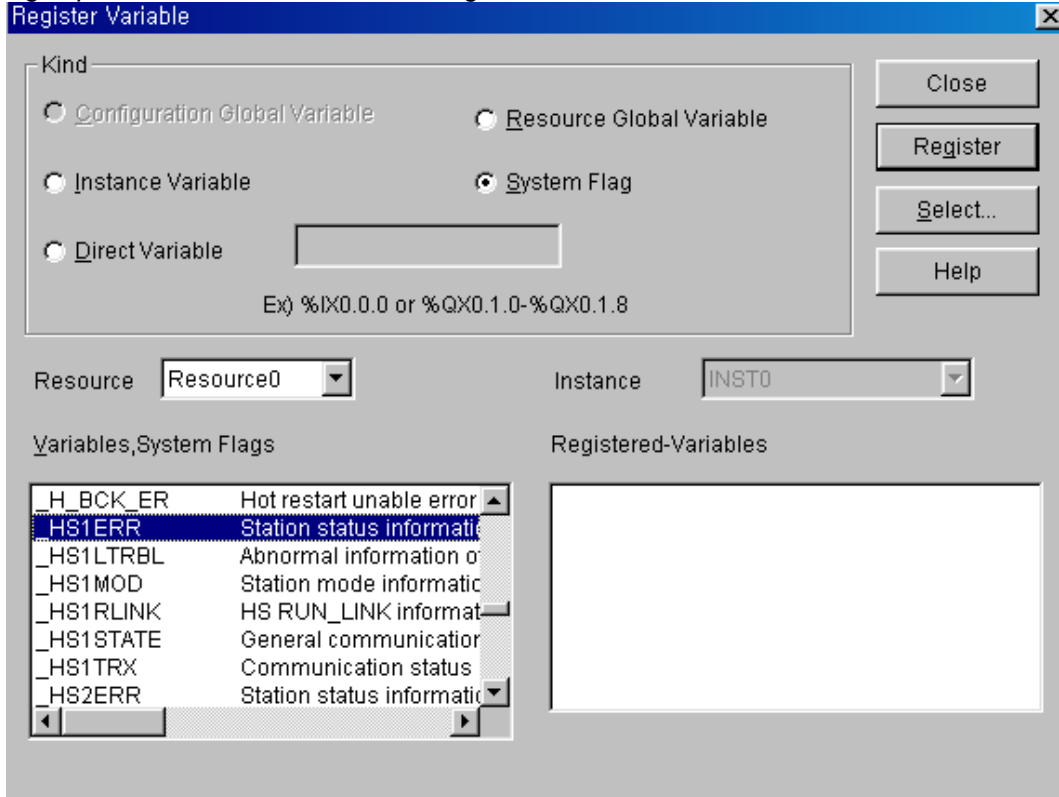 Register Variable
Kind
Configuration Global Variable
Resource Global Variable
Instance Variable
System Flag
Direct Variable
Ex) %IX0.0.0 or %QX0.1.0-%QX0.1.8
Close
Register
Select...
Help
Resource Resource0
Instance INST0
Variables,System Flags
Registered-Variables
_H_BCK_ER Hot restart unable error
_HS1ERR Station status informati
_HS1LTRBL Abnormal information o
_HS1MOD Station mode informatic
_HS1RLINK HS RUN_LINK informat
_HS1STATE General communication
_HS1TRX Communication status
_HS2ERR Station status informatic